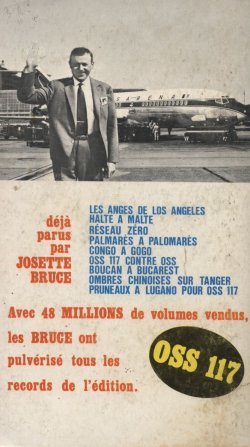 SABENA
déjà
parus
par
JOSETTE
BRUCE
LES ANGES DE LOS ANGELES
HALTE A MALTE
RÉSEAU ZÉRO
PALMARÈS A PALOMARÈS
CONGO A GOGO
OSS 117 CONTRE OSS
BOUCAN A BUCAREST
OMBRES CHINOISES SUR TANGER
PRUNEAUX A LUGANO POUR OSS 117
Avec 48 MILLIONS de volumes vendus,
les BRUCE ont
pulvérisé tous les
records de l'édition.
OSS 117